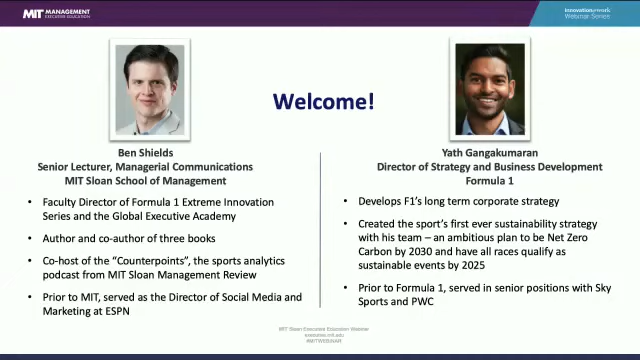 MIT MANAGEMENT
EXECUTIVE EDUCATION
innovation@work
Webinar Series
Welcome!
Ben Shields
Senior Lecturer, Managerial Communications
MIT Sloan School of Management
• Faculty Director of Formula 1 Extreme Innovation
Series and the Global Executive Academy
• Author and co-author of three books
• Co-host of the "Counterpoints", the sports analytics
podcast from MIT Sloan Management Review
• Prior to MIT, served as the Director of Social Media and
Marketing at ESPN
Yath Gangakumaran
Director of Strategy and Business Development
Formula 1
• Develops F1's long term corporate strategy
• Created the sport's first ever sustainability strategy
with his team – an ambitious plan to be Net Zero
Carbon by 2030 and have all races qualify as
sustainable events by 2025
• Prior to Formula 1, served in senior positions with Sky
Sports and PWC
MIT Sloan Executive Education Webinar
executive.mit.edu
#MITWEBINAR